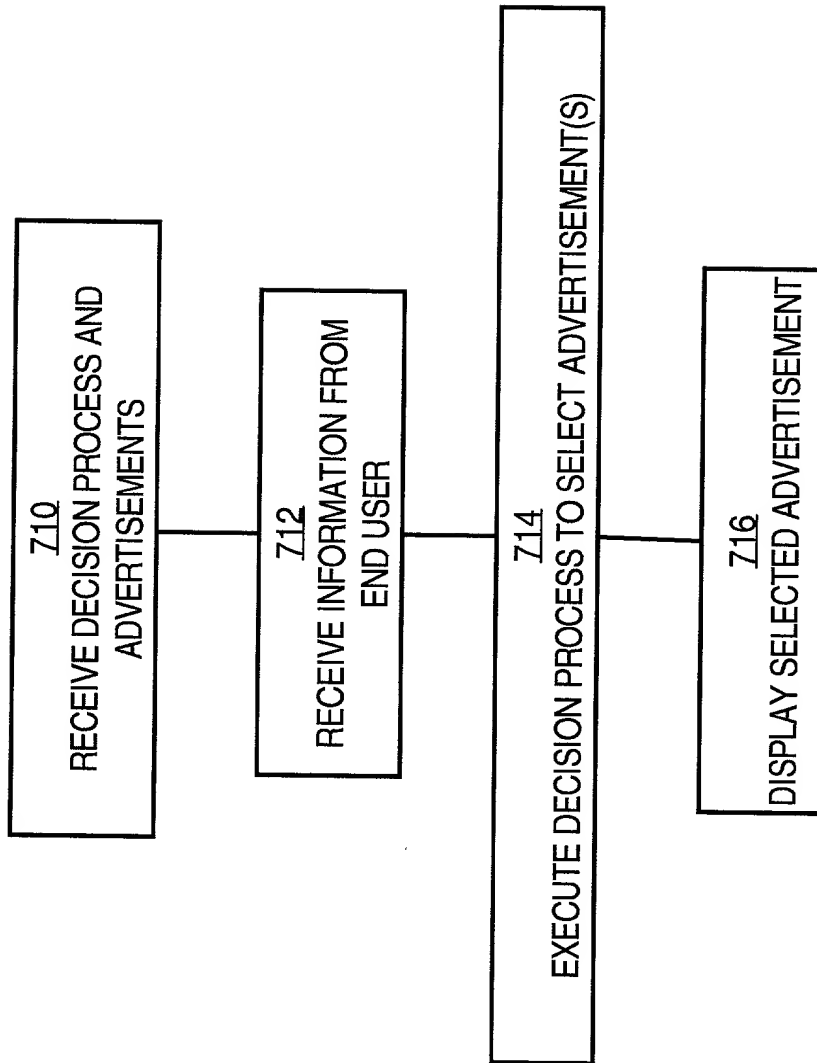 710
RECEIVE DECISION PROCESS AND
ADVERTISEMENTS
712
RECEIVE INFORMATION FROM
END USER
714
EXECUTE DECISION PROCESS TO SELECT ADVERTISEMENT(S)
716
DISPLAY SELECTED ADVERTISEMENT